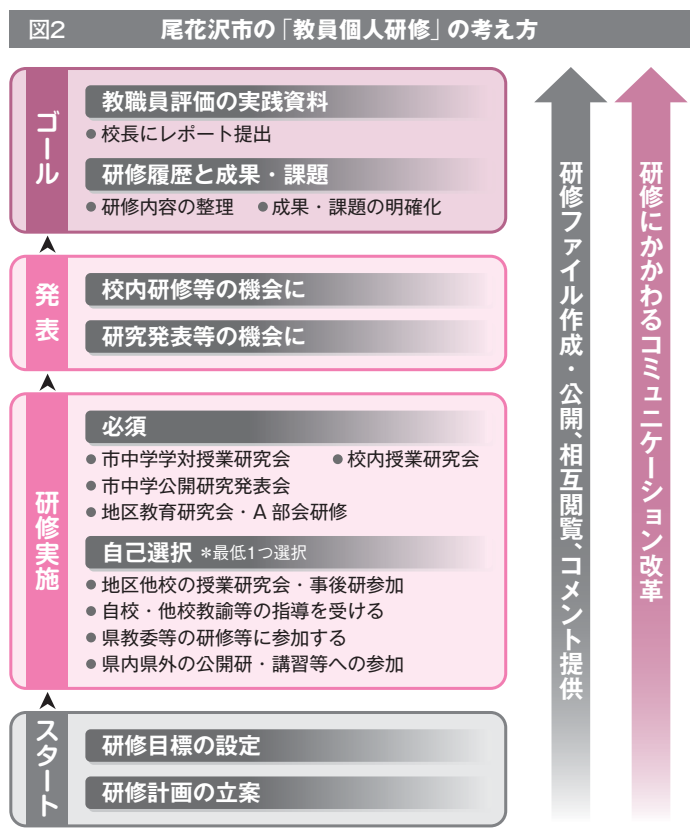 図2 尾花沢市の「教員個人研修」の考え方
ゴール
教職員評価の実践資料
●校長にレポート提出
研修履歴と成果・課題
●研修内容の整理 ●成果・課題の明確化
発表
校内研修等の機会に
研究発表等の機会に
研修実施
必須
●市中学学対授業研究会 ●校内授業研究会
●市中学公開研究発表会
●地区教育研究会・A部会研修
自己選択 *最低1つ選択
●地区他校の授業研究会・事後研参加
●自校・他校教諭等の指導を受ける
●県教委等の研修等に参加する
●県内県外の公開研・講習等への参加
スタート
研修目標の設定
研修計画の立案
研修ファイル作成・公開、相互閲覧、コメント提供
研修にかかわるコミュニケーション改革